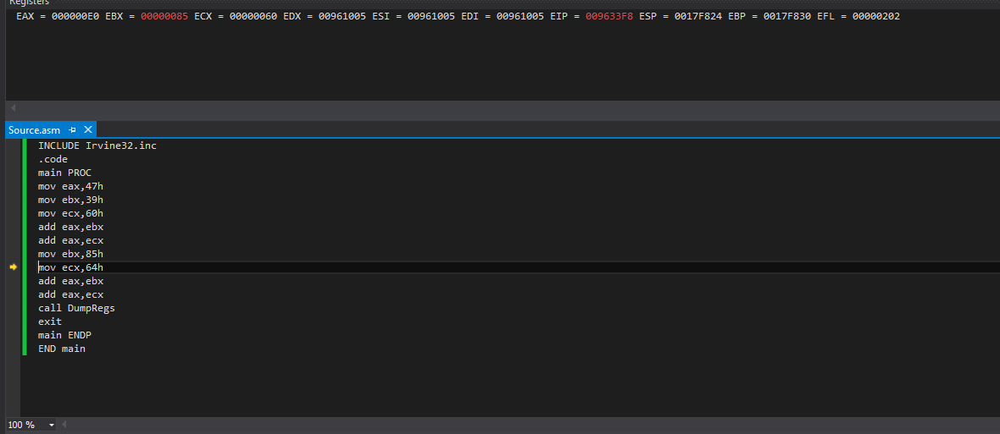 Registers
EAX = 000000E0 EBX = 00000085 ECX = 00000060 EDX = 00961005 ESI = 00961005 EDI = 00961005 EIP = 009633F8 ESP = 0017F824 EBP = 0017F830 EFL = 00000202
Source.asm
INCLUDE Irvine32.inc
.code
main PROC
mov eax,47h
mov ebx,39h
mov ecx,60h
add eax,ebx
add eax,ecx
mov ebx,85h
mov ecx,64h
add eax,ebx
add eax,ecx
call DumpRegs
exit
main ENDP
END main
100 %